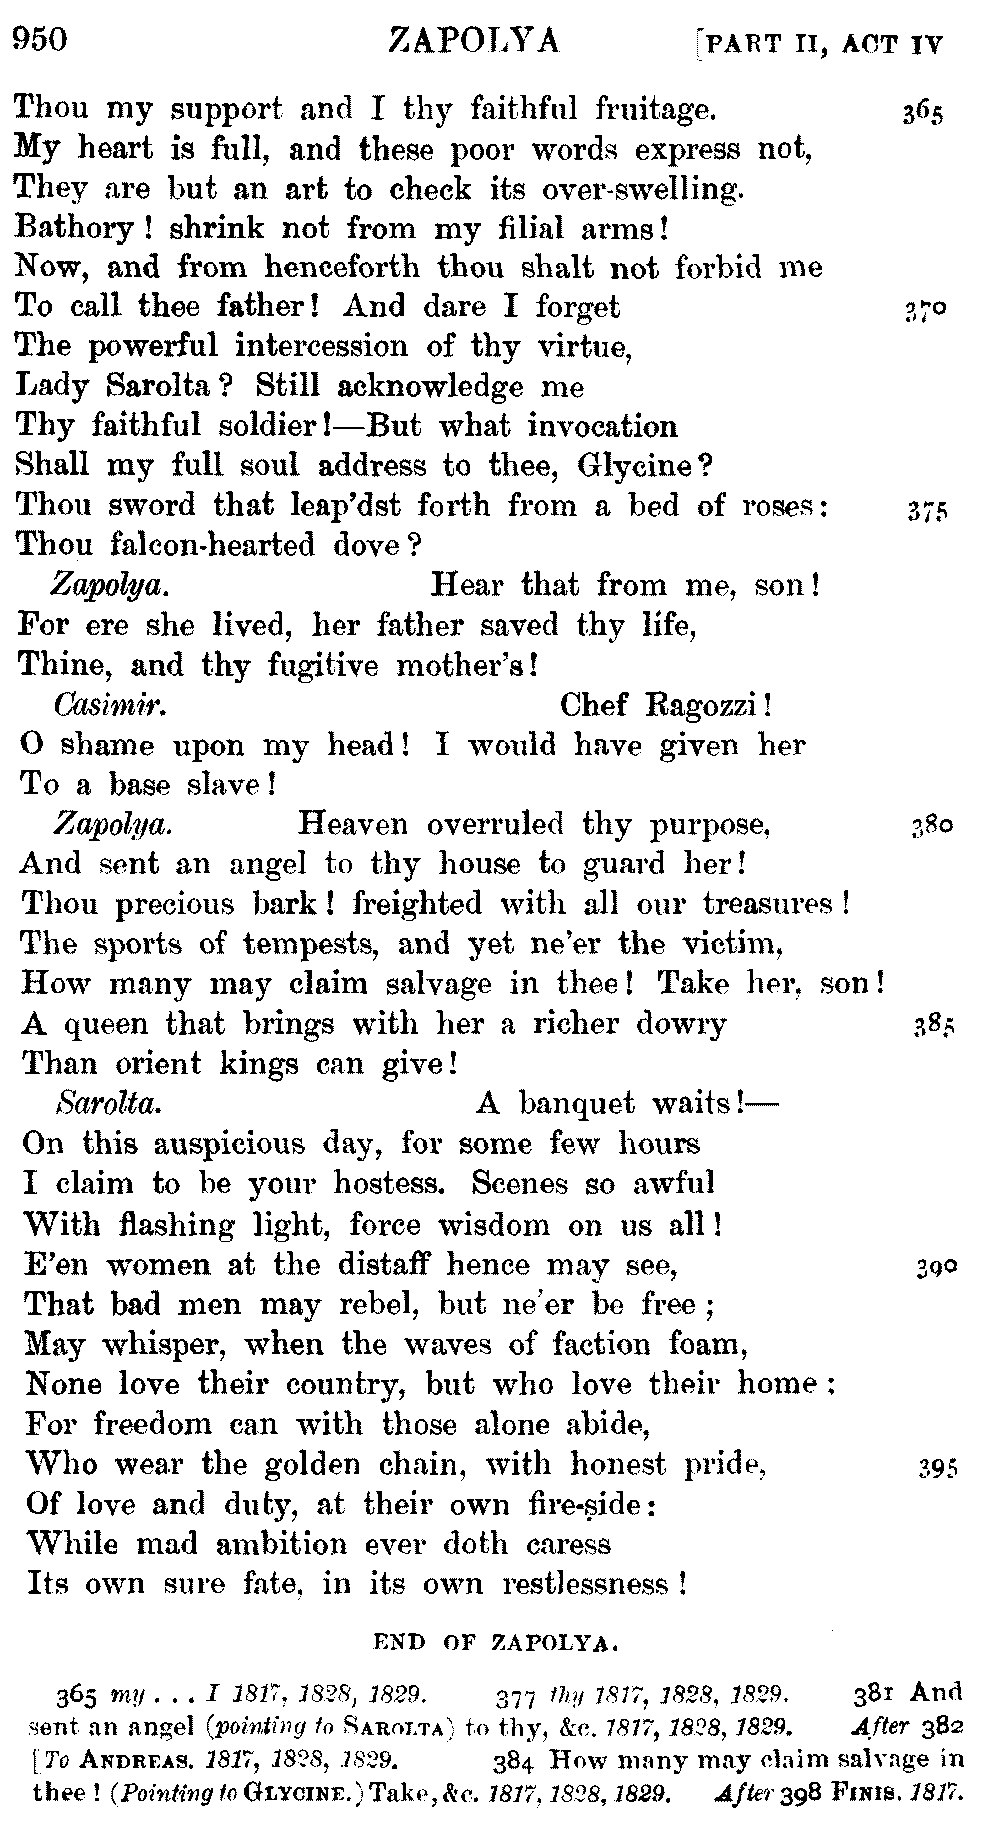 950 ZAPOLYA [PART II, ACT IV
Thou my support and I thy faithful fruitage. 365
My heart is full, and these poor words express not,
They are but an art to check its over-swelling.
Bathory ! shrink not from my filial arms !
Now, and from henceforth thou shalt not forbid me
To call thee father ! And dare I forget 370
The powerful intercession of thy virtue,
Lady Sarolta ? Still acknowledge me
Thy faithful soldier !—But what invocation
Shall my full soul address to thee, Glycine ?
Thou sword that leap'dst forth from a bed of roses : 375
Thou falcon-hearted dove ?
Zapolya. Hear that from me, son !
For ere she lived, her father saved thy life,
Thine, and thy fugitive mother's !
Casimir. Chef Ragozzi !
O shame upon my head ! I would have given her
To a base slave !
Zapolya. Heaven overruled thy purpose, 380
And sent an angel to thy house to guard her !
Thou precious bark ! freighted with all our treasures !
The sports of tempests, and yet ne'er the victim,
How many may claim salvage in thee ! Take her, son !
A queen that brings with her a richer dowry 385
Than orient kings can give !
Sarolta. A banquet waits !—
On this auspicious day, for some few hours
I claim to be your hostess. Scenes so awful
With flashing light, force wisdom on us all !
E'en women at the distaff hence may see, 390
That bad men may rebel, but ne'er be free ;
May whisper, when the waves of faction foam,
None love their country, but who love their home :
For freedom can with those alone abide,
Who wear the golden chain, with honest pride, 395
Of love and duty, at their own fire-side :
While mad ambition ever doth caress
Its own sure fate, in its own restlessness !
END OF ZAPOLYA.
365 my . . . I 1817, 1828, 1829. 377 thy 1817, 1828, 1829. 381 And
sent an angel (pointing to SAROLTA) to thy, &c. 1817, 1828, 1829. After 382
[To ANDREAS. 1817, 1828, 1829. 384 How many may claim salvage in
thee ! (Pointing to GLYCINE.) Take, &c. 1817, 1828, 1829. After 398 FINIS. 1817.